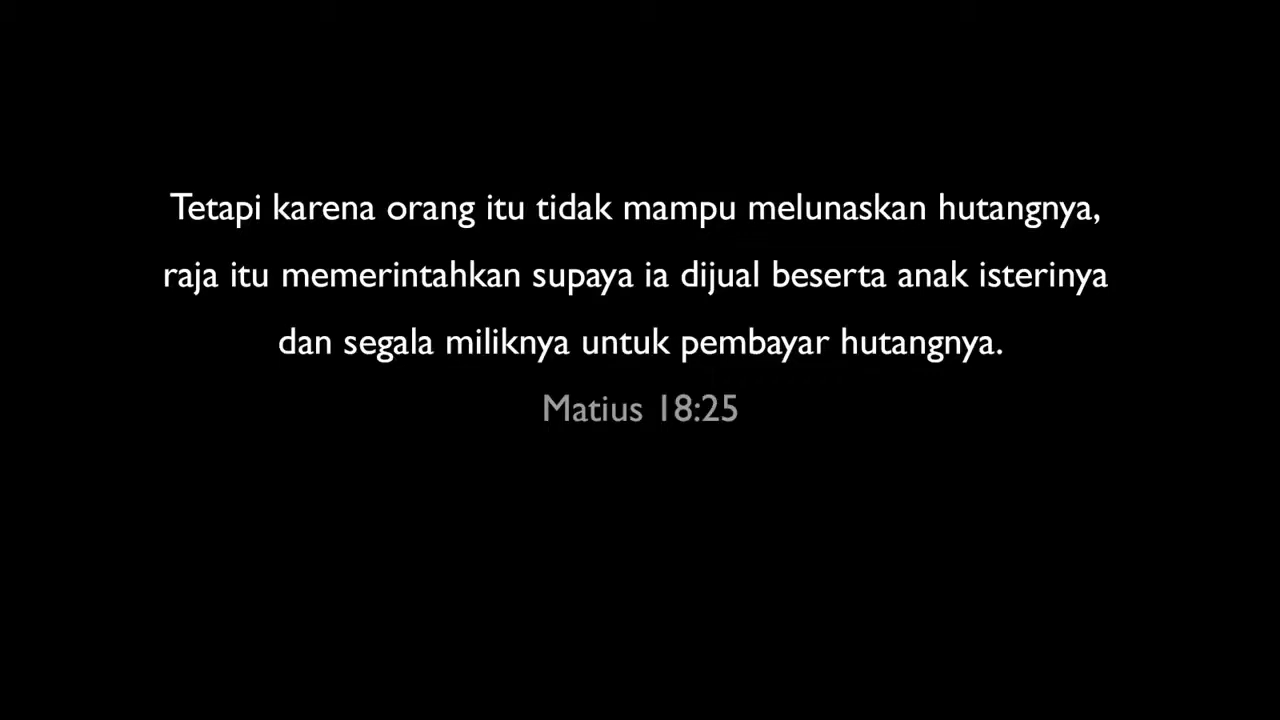 Tetapi karena orang itu tidak mampu melunaskan hutangnya,
raja itu memerintahkan supaya ia dijual beserta anak isterinya
dan segala miliknya untuk pembayar hutangnya.
Matius 18:25